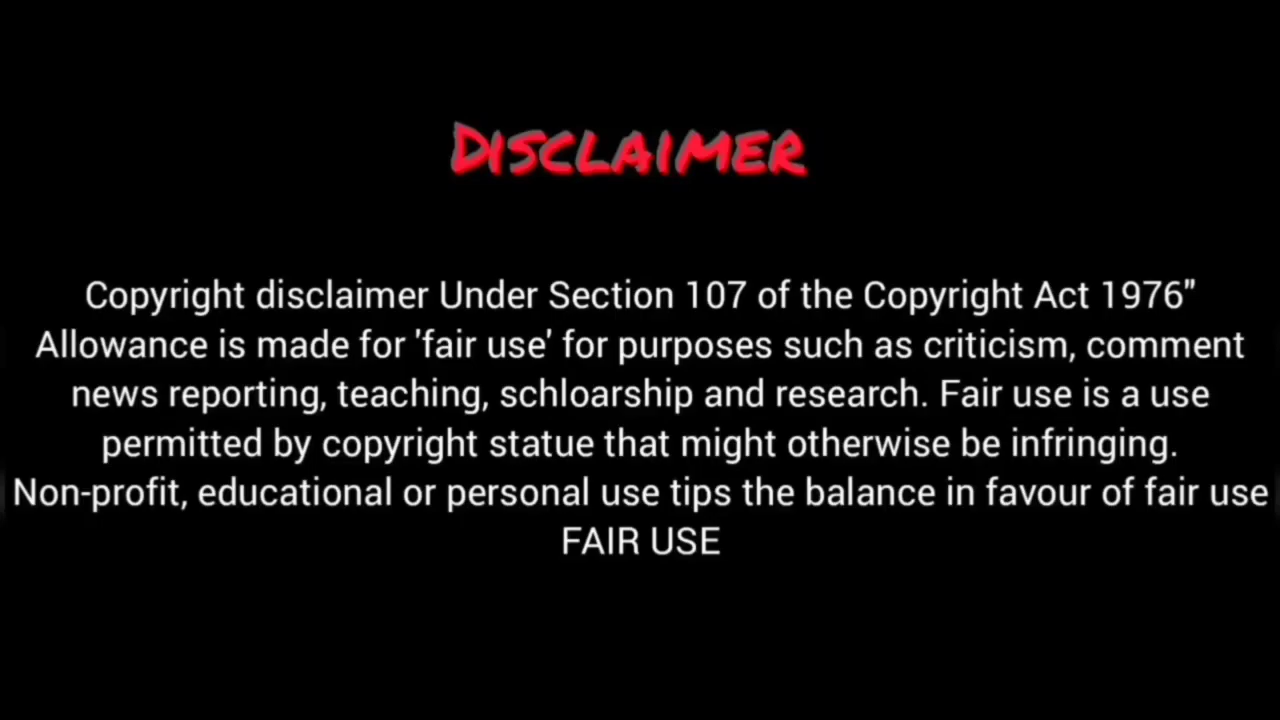 DISCLAIMER
Copyright disclaimer Under Section 107 of the Copyright Act 1976"
Allowance is made for 'fair use' for purposes such as criticism, comment
news reporting, teaching, schloarship and research. Fair use is a use
permitted by copyright statue that might otherwise be infringing.
Non-profit, educational or personal use tips the balance in favour of fair use
FAIR USE